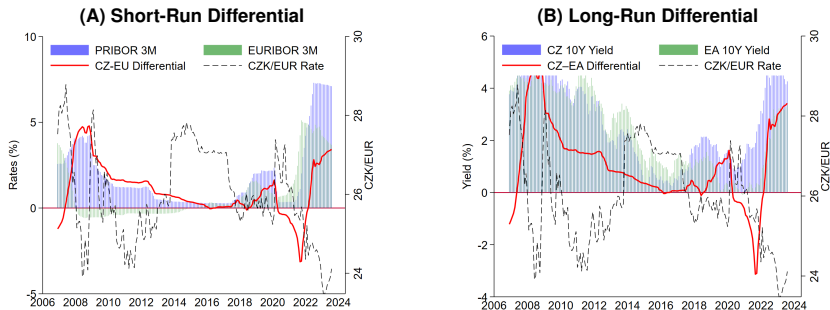 (A) Short-Run Differential
10
5
0
-5
Rates (%)
PRIBOR 3M
EURIBOR 3M
CZ-EU Differential
CZK/EUR Rate
30
28
26
24
CZK/EUR
2006 2008 2010 2012 2014 2016 2018 2020 2022 2024
(B) Long-Run Differential
6
4
2
0
-2
-4
Yield (%)
CZ 10Y Yield
EA 10Y Yield
CZ–EA Differential
CZK/EUR Rate
30
28
26
24
CZK/EUR
2006 2008 2010 2012 2014 2016 2018 2020 2022 2024